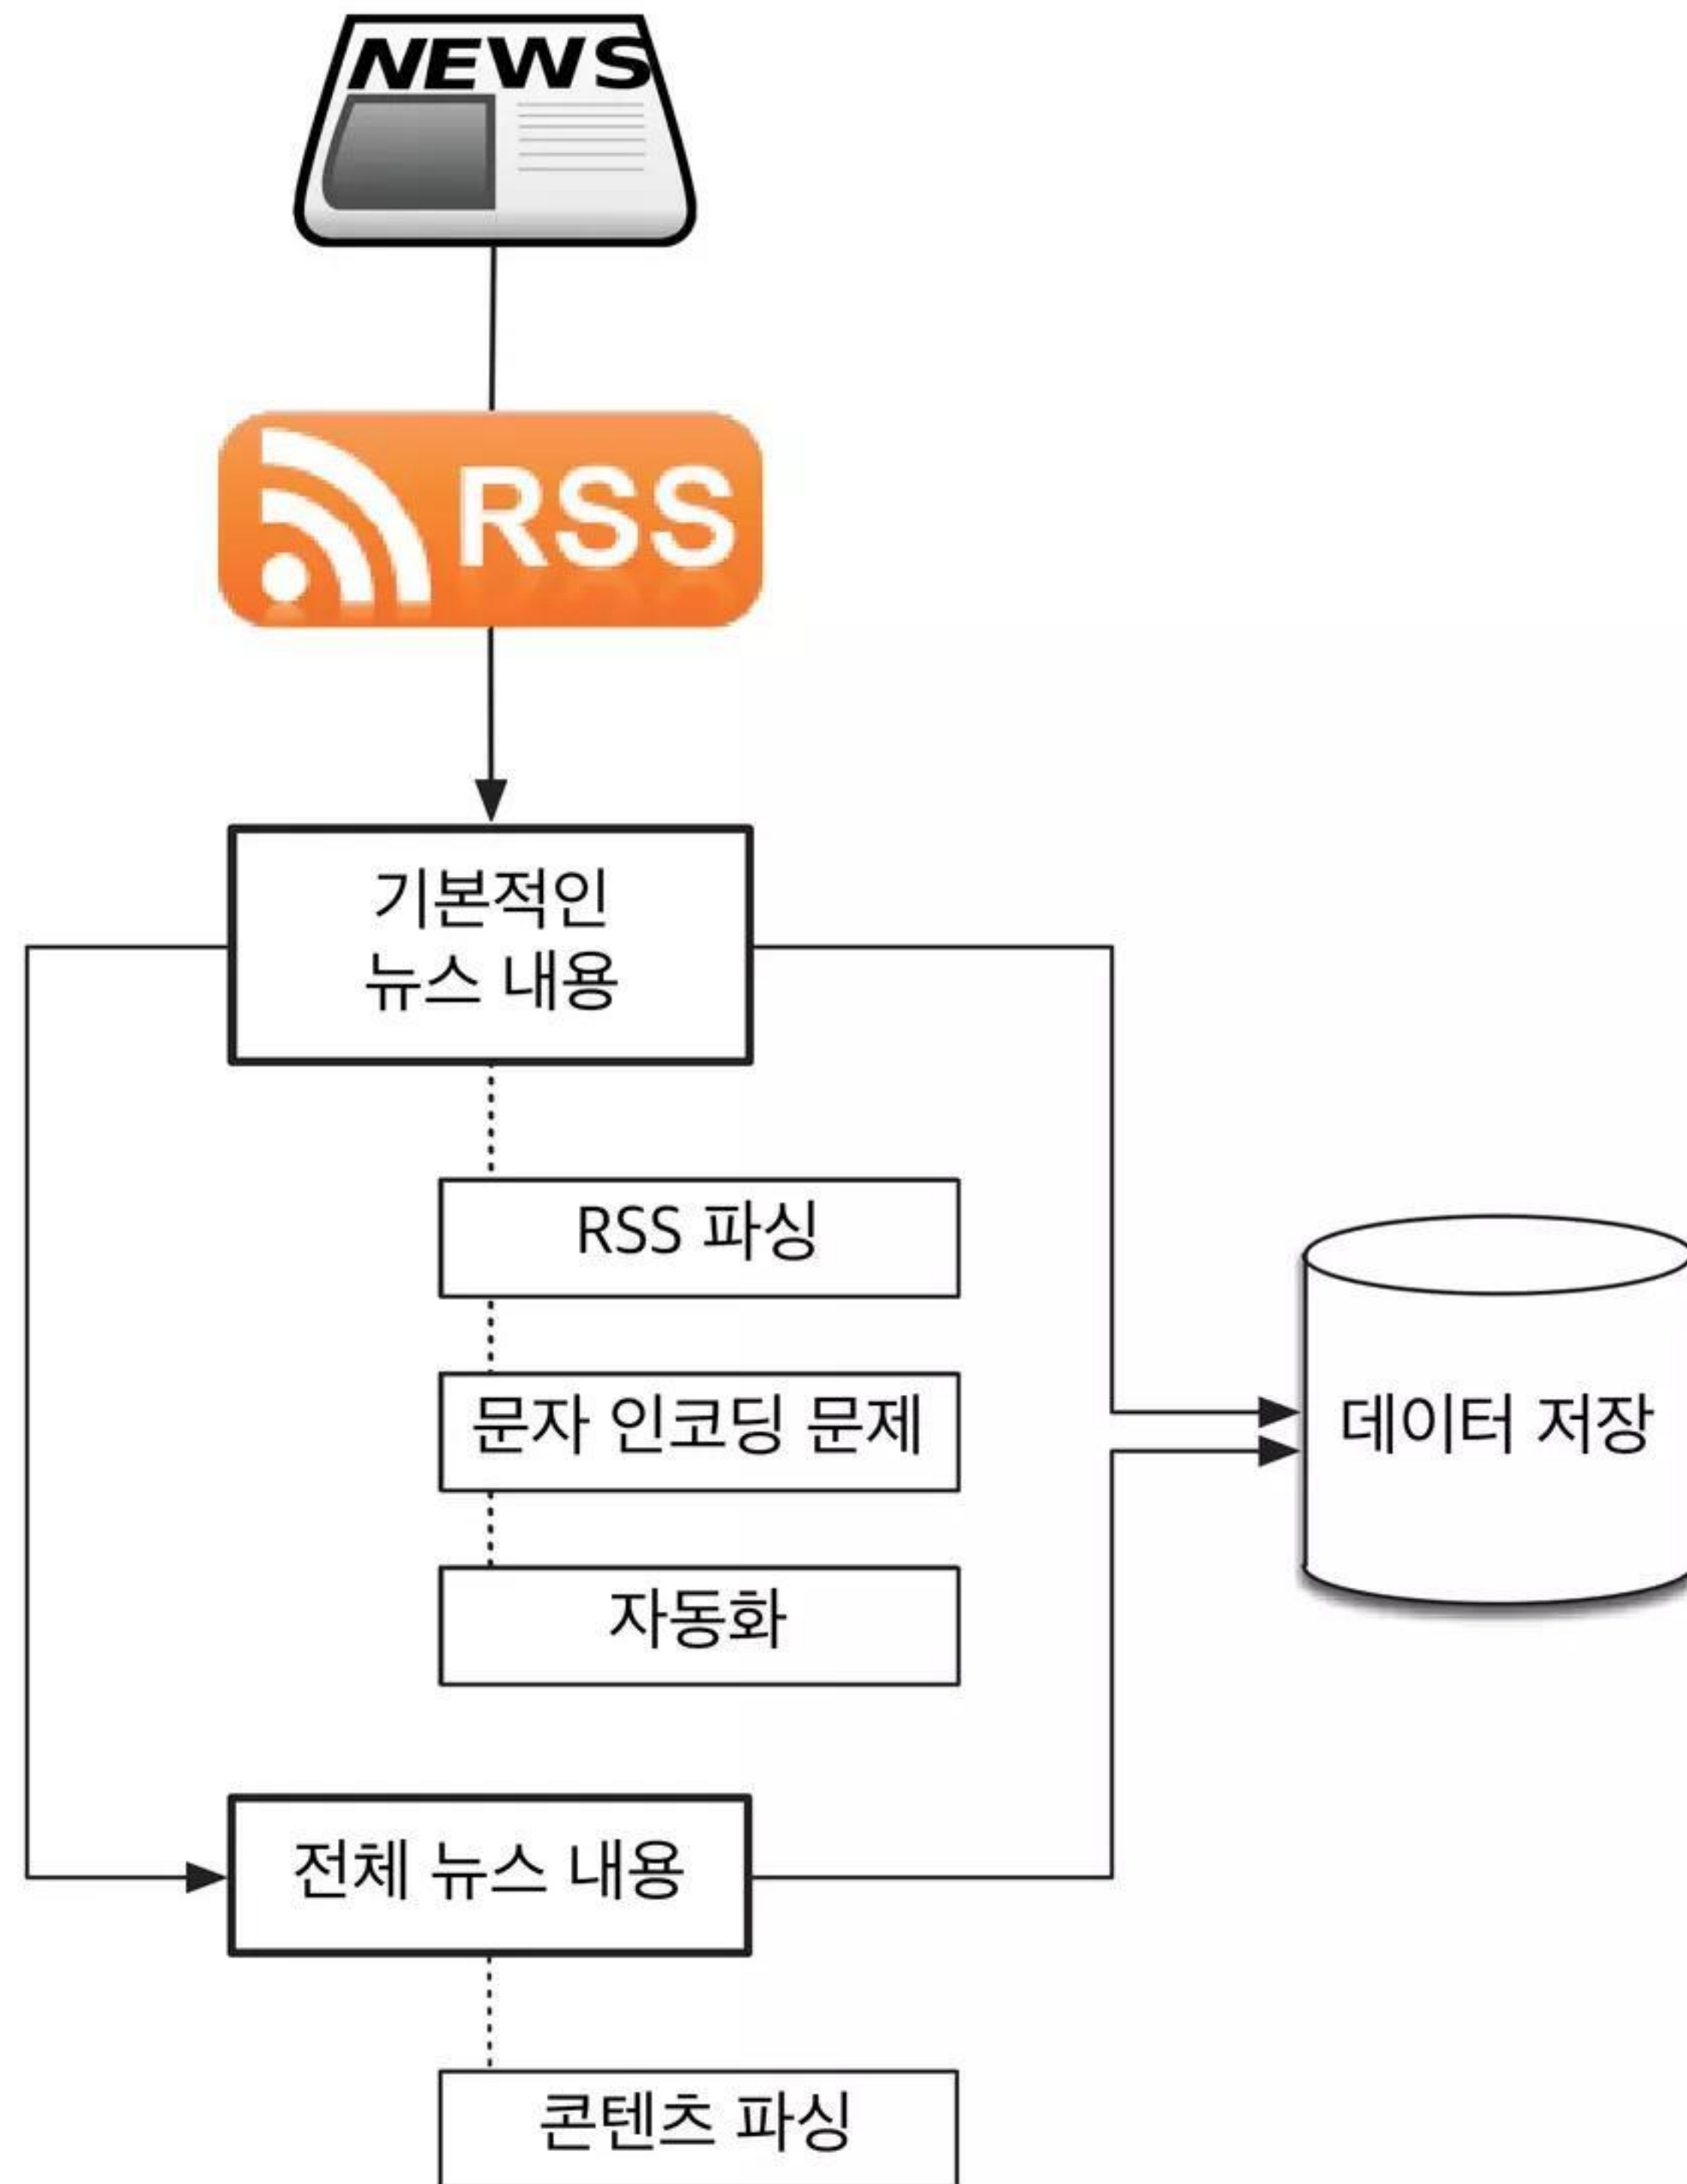 NEWS
RSS
기본적인
뉴스 내용
RSS 파싱
문자 인코딩 문제
자동화
데이터 저장
전체 뉴스 내용
콘텐츠 파싱